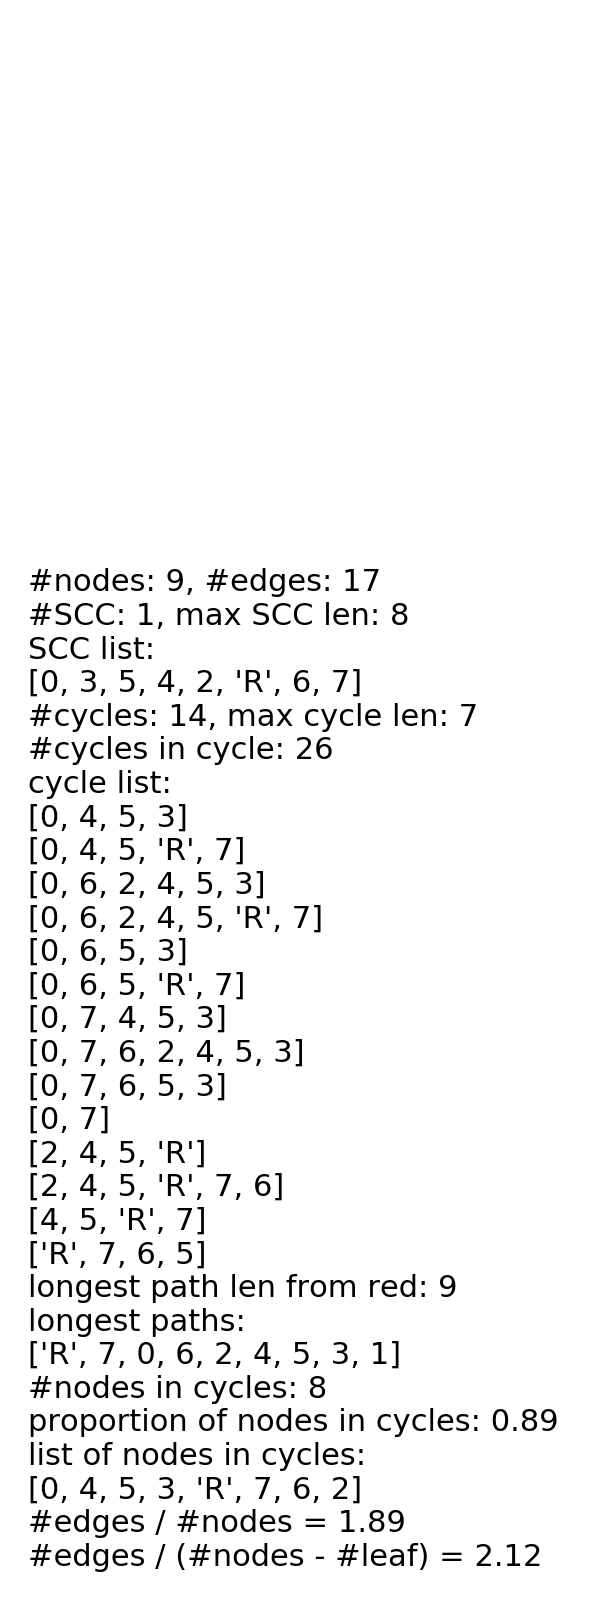 #nodes: 9, #edges: 17
#SCC: 1, max SCC len: 8
SCC list:
[0, 3, 5, 4, 2, 'R', 6, 7]
#cycles: 14, max cycle len: 7
#cycles in cycle: 26
cycle list:
[0, 4, 5, 3]
[0, 4, 5, 'R', 7]
[0, 6, 2, 4, 5, 3]
[0, 6, 2, 4, 5, 'R', 7]
[0, 6, 5, 3]
[0, 6, 5, 'R', 7]
[0, 7, 4, 5, 3]
[0, 7, 6, 2, 4, 5, 3]
[0, 7, 6, 5, 3]
[0, 7]
[2, 4, 5, 'R']
[2, 4, 5, 'R', 7, 6]
[4, 5, 'R', 7]
['R', 7, 6, 5]
longest path len from red: 9
longest paths:
['R', 7, 0, 6, 2, 4, 5, 3, 1]
#nodes in cycles: 8
proportion of nodes in cycles: 0.89
list of nodes in cycles:
[0, 4, 5, 3, 'R', 7, 6, 2]
#edges / #nodes = 1.89
#edges / (#nodes - #leaf) = 2.12